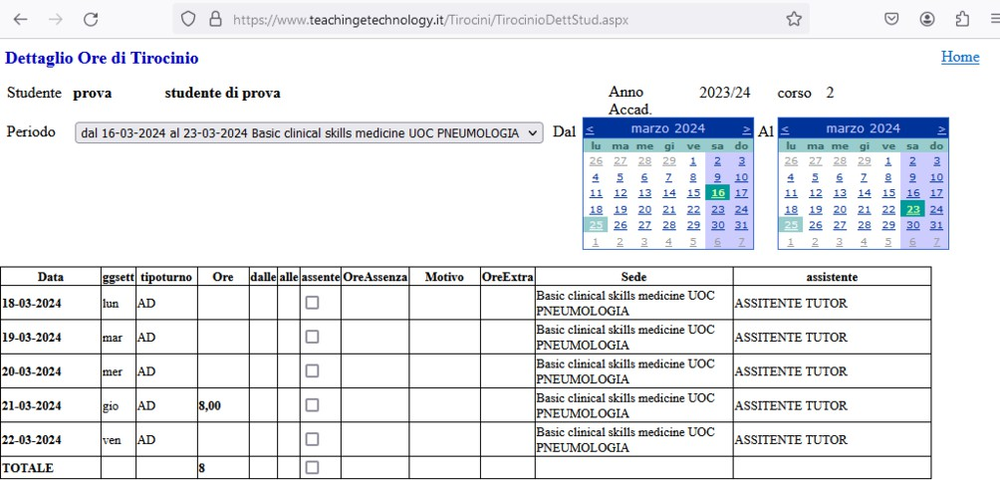 https://www.teachingetechnology.it/Tirocini/TirocinioDettStud.aspx
Dettaglio Ore di Tirocinio Home
Studente prova studente di prova Anno Accad. 2023/24 corso 2
Periodo dal 16-03-2024 al 23-03-2024 Basic clinical skills medicine UOC PNEUMOLOGIA Dal Al
< marzo 2024 >
lu ma me gi ve sa do
26 27 28 29 1 2 3
4 5 6 7 8 9 10
11 12 13 14 15 16 17
18 19 20 21 22 23 24
25 26 27 28 29 30 31
1 2 3 4 5 6 7
< marzo 2024 >
lu ma me gi ve sa do
26 27 28 29 1 2 3
4 5 6 7 8 9 10
11 12 13 14 15 16 17
18 19 20 21 22 23 24
25 26 27 28 29 30 31
1 2 3 4 5 6 7
Data ggsett tipoturno Ore dalle alle assente OreAssenza Motivo OreExtra Sede assistente
18-03-2024 lun AD Basic clinical skills medicine UOC PNEUMOLOGIA ASSITENTE TUTOR
19-03-2024 mar AD Basic clinical skills medicine UOC PNEUMOLOGIA ASSITENTE TUTOR
20-03-2024 mer AD Basic clinical skills medicine UOC PNEUMOLOGIA ASSITENTE TUTOR
21-03-2024 gio AD 8,00 Basic clinical skills medicine UOC PNEUMOLOGIA ASSITENTE TUTOR
22-03-2024 ven AD Basic clinical skills medicine UOC PNEUMOLOGIA ASSITENTE TUTOR
TOTALE 8